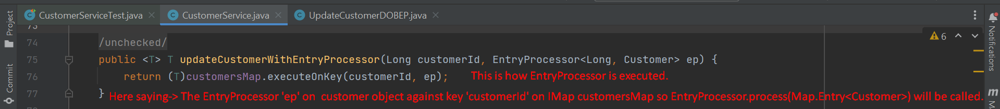 Project
Commit
CustomerServiceTest.java
CustomerService.java
UpdateCustomerDOBEP.java
74 /unchecked/
75 public <T> T updateCustomerWithEntryProcessor(Long customerId, EntryProcessor<Long, Customer> ep) {
76 return (T)customersMap.executeOnKey(customerId, ep); This is how EntryProcessor is executed.
77 } Here saying-> The EntryProcessor 'ep' on customer object against key 'customerId' on IMap customersMap so EntryProcessor.process(Map.Entry<Customer>) will be called.
6
Notifications
m